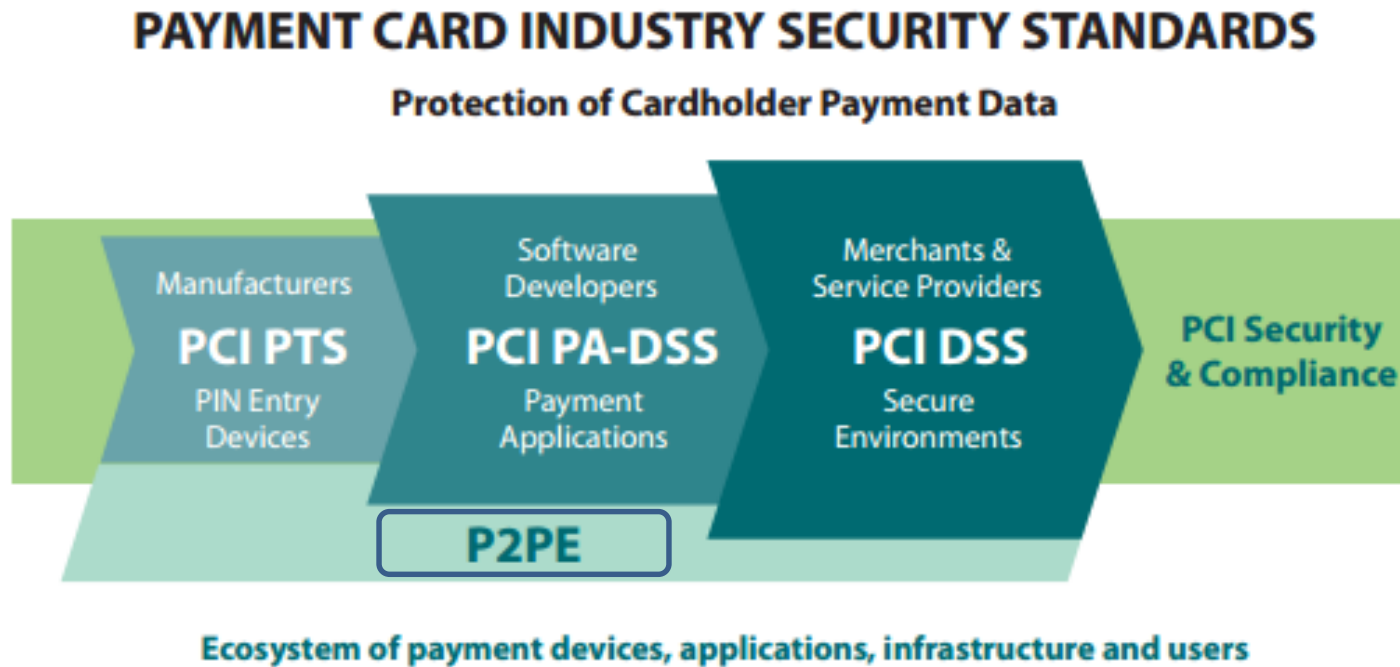 PAYMENT CARD INDUSTRY SECURITY STANDARDS
Protection of Cardholder Payment Data
Manufacturers
PCI PTS
PIN Entry
Devices
Software
Developers
PCI PA-DSS
Payment
Applications
Merchants &
Service Providers
PCI DSS
Secure
Environments
PCI Security
& Compliance
P2PE
Ecosystem of payment devices, applications, infrastructure and users